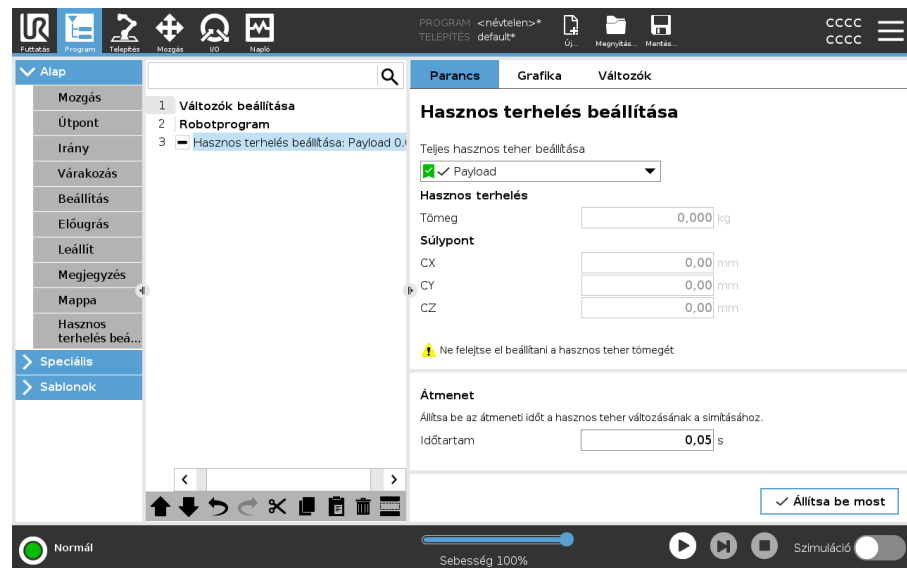 UR
PROGRAM <névtelen>*
TELEPÍTÉS default*
CCCC
CCCC
Futtatás Program Telepítés Mozgás I/O Napló Új... Megnyitás... Mentés...
Alap
Mozgás
Útpont
Irány
Várakozás
Beállítás
Előugrás
Leállít
Megjegyzés
Mappa
Hasznos
terhelés beá...
Speciális
Sablonok
1 Változók beállítása
2 Robotprogram
3 Hasznos terhelés beállítása: Payload 0.
Parancs Grafika Változók
Hasznos terhelés beállítása
Teljes hasznos teher beállítása
Payload
Hasznos terhelés
Tömeg 0,000 kg
Súlypont
CX 0,00 mm
CY 0,00 mm
CZ 0,00 mm
Ne felejtse el beállítani a hasznos teher tömegét
Átmenet
Állítsa be az átmeneti időt a hasznos teher változásának a simításához.
Időtartam 0,05 s
Állítsa be most
Normál
Sebesség 100%
Szimuláció